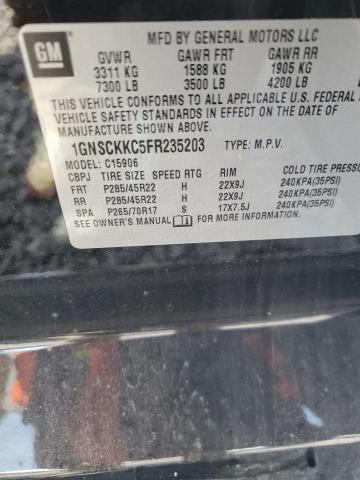 GM
MFD BY GENERAL MOTORS LLC
GVWR GAWR FRT GAWR RR
3311 KG 1588 KG 1905 KG
7300 LB 3500 LB 4200 LB
THIS VEHICLE CONFORMS TO ALL APPLICABLE U.S. FEDERAL
VEHICLE SAFETY STANDARDS IN EFFECT ON THE DATE OF
MANUFACTURE SHOWN ABOVE.
1GNSCKKC5FR235203 TYPE: M.P.V.
MODEL: C15906
CBPJ TIRE SIZE SPEED RTG RIM COLD TIRE PRESSU
FRT P285/45R22 H 22X9J 240KPA(35PSI)
RR P285/45R22 H 22X9J 240KPA(35PSI)
SPA P265/70R17 S 17X7.5J 240KPA(35PSI)
SEE OWNER'S MANUAL